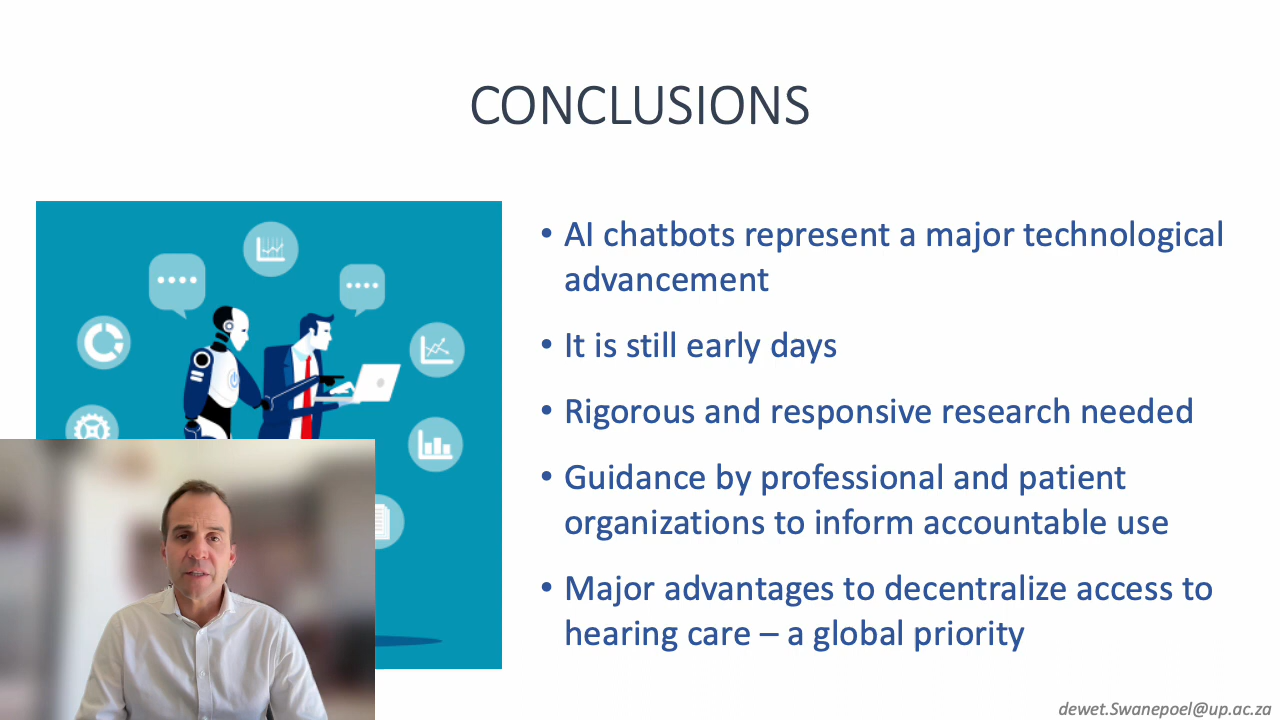 CONCLUSIONS
• AI chatbots represent a major technological
advancement
• It is still early days
• Rigorous and responsive research needed
• Guidance by professional and patient
organizations to inform accountable use
• Major advantages to decentralize access to
hearing care – a global priority
dewet.Swanepoel@up.ac.za